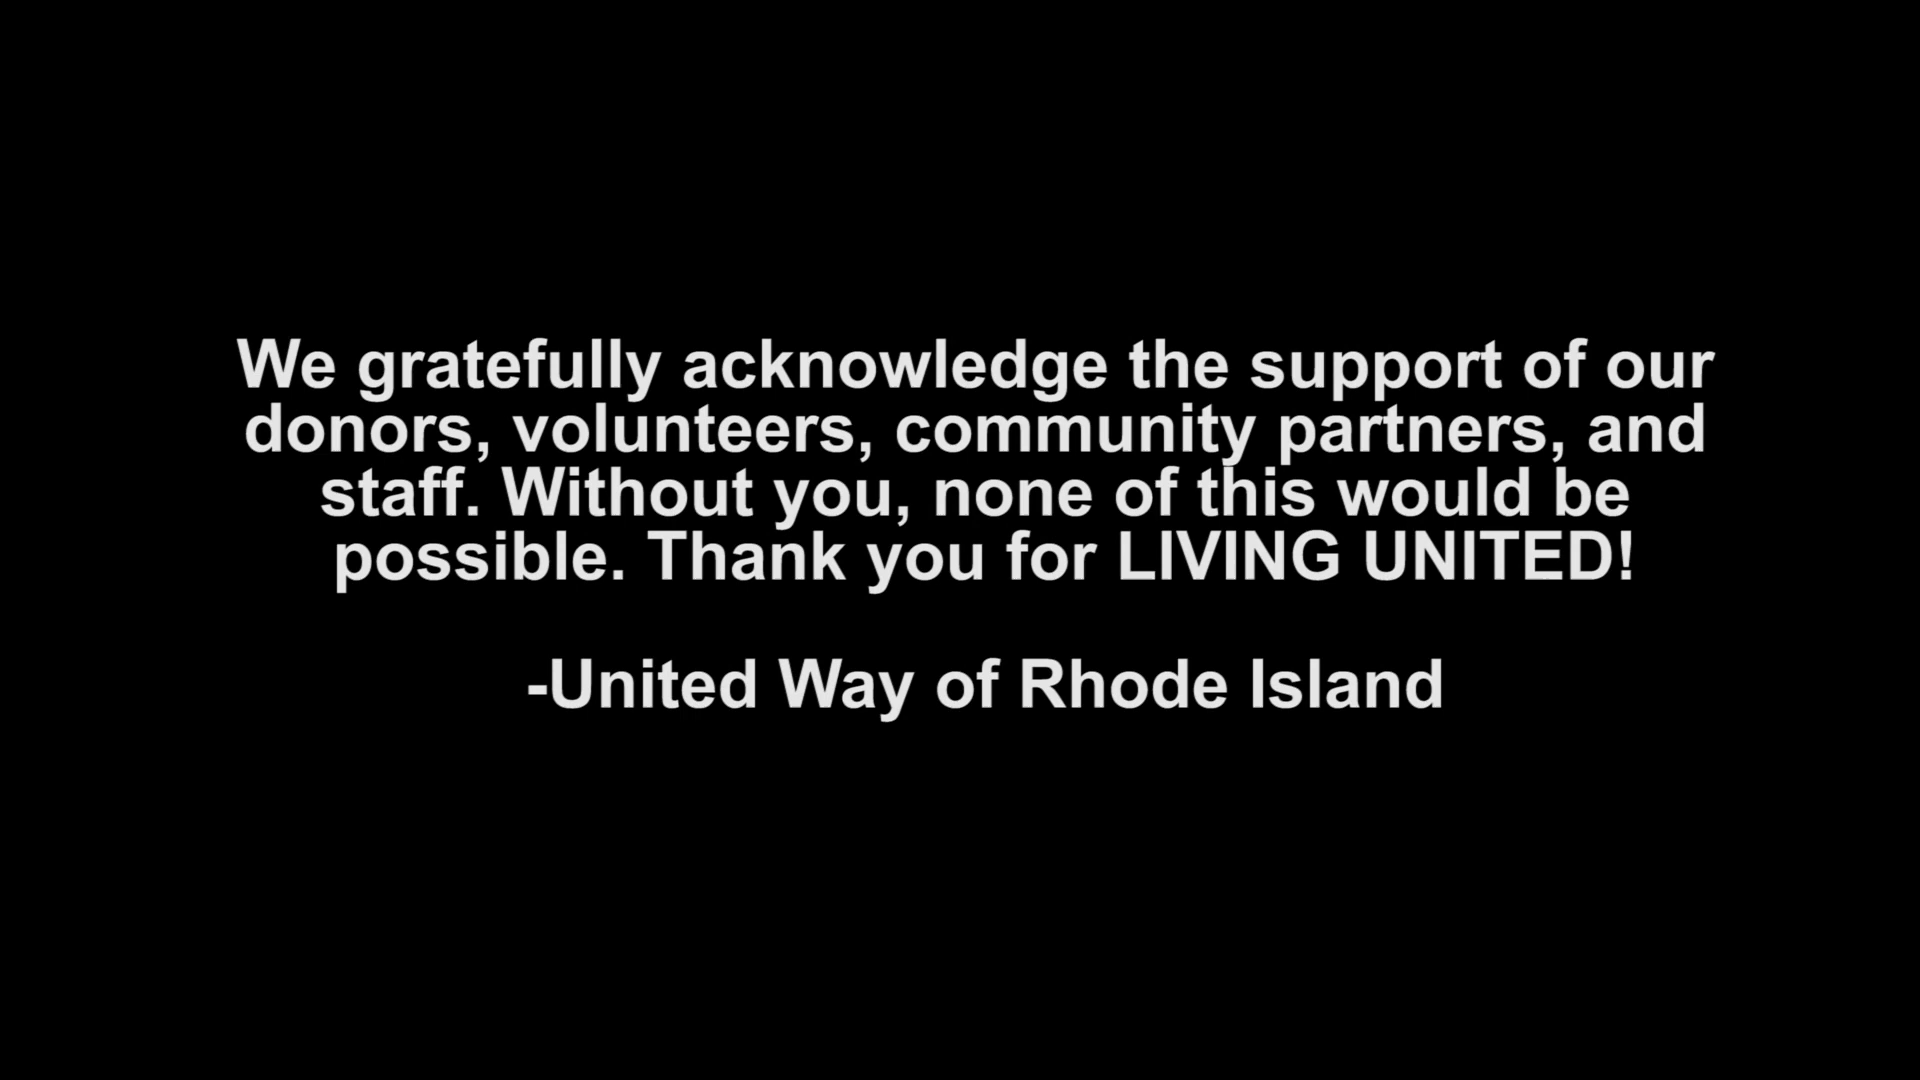 We gratefully acknowledge the support of our
donors, volunteers, community partners, and
staff. Without you, none of this would be
possible. Thank you for LIVING UNITED!
-United Way of Rhode Island